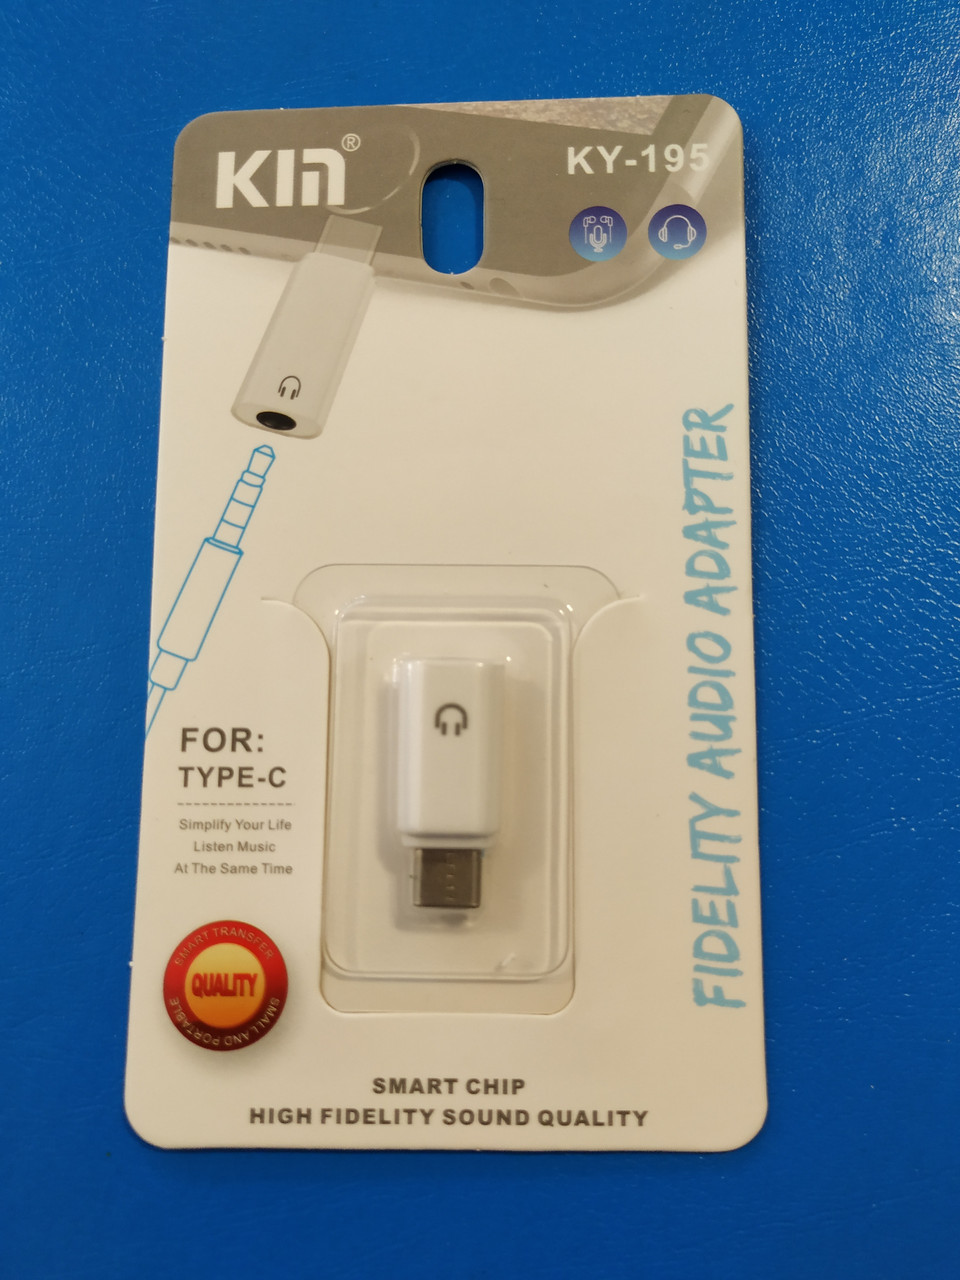 KIN®
KY-195
FIDELITY AUDIO ADAPTER
FOR:
TYPE-C
Simplify Your Life
Listen Music
At The Same Time
SMART TRANSFER
QUALITY
SMALL AND PORTABLE
SMART CHIP
HIGH FIDELITY SOUND QUALITY